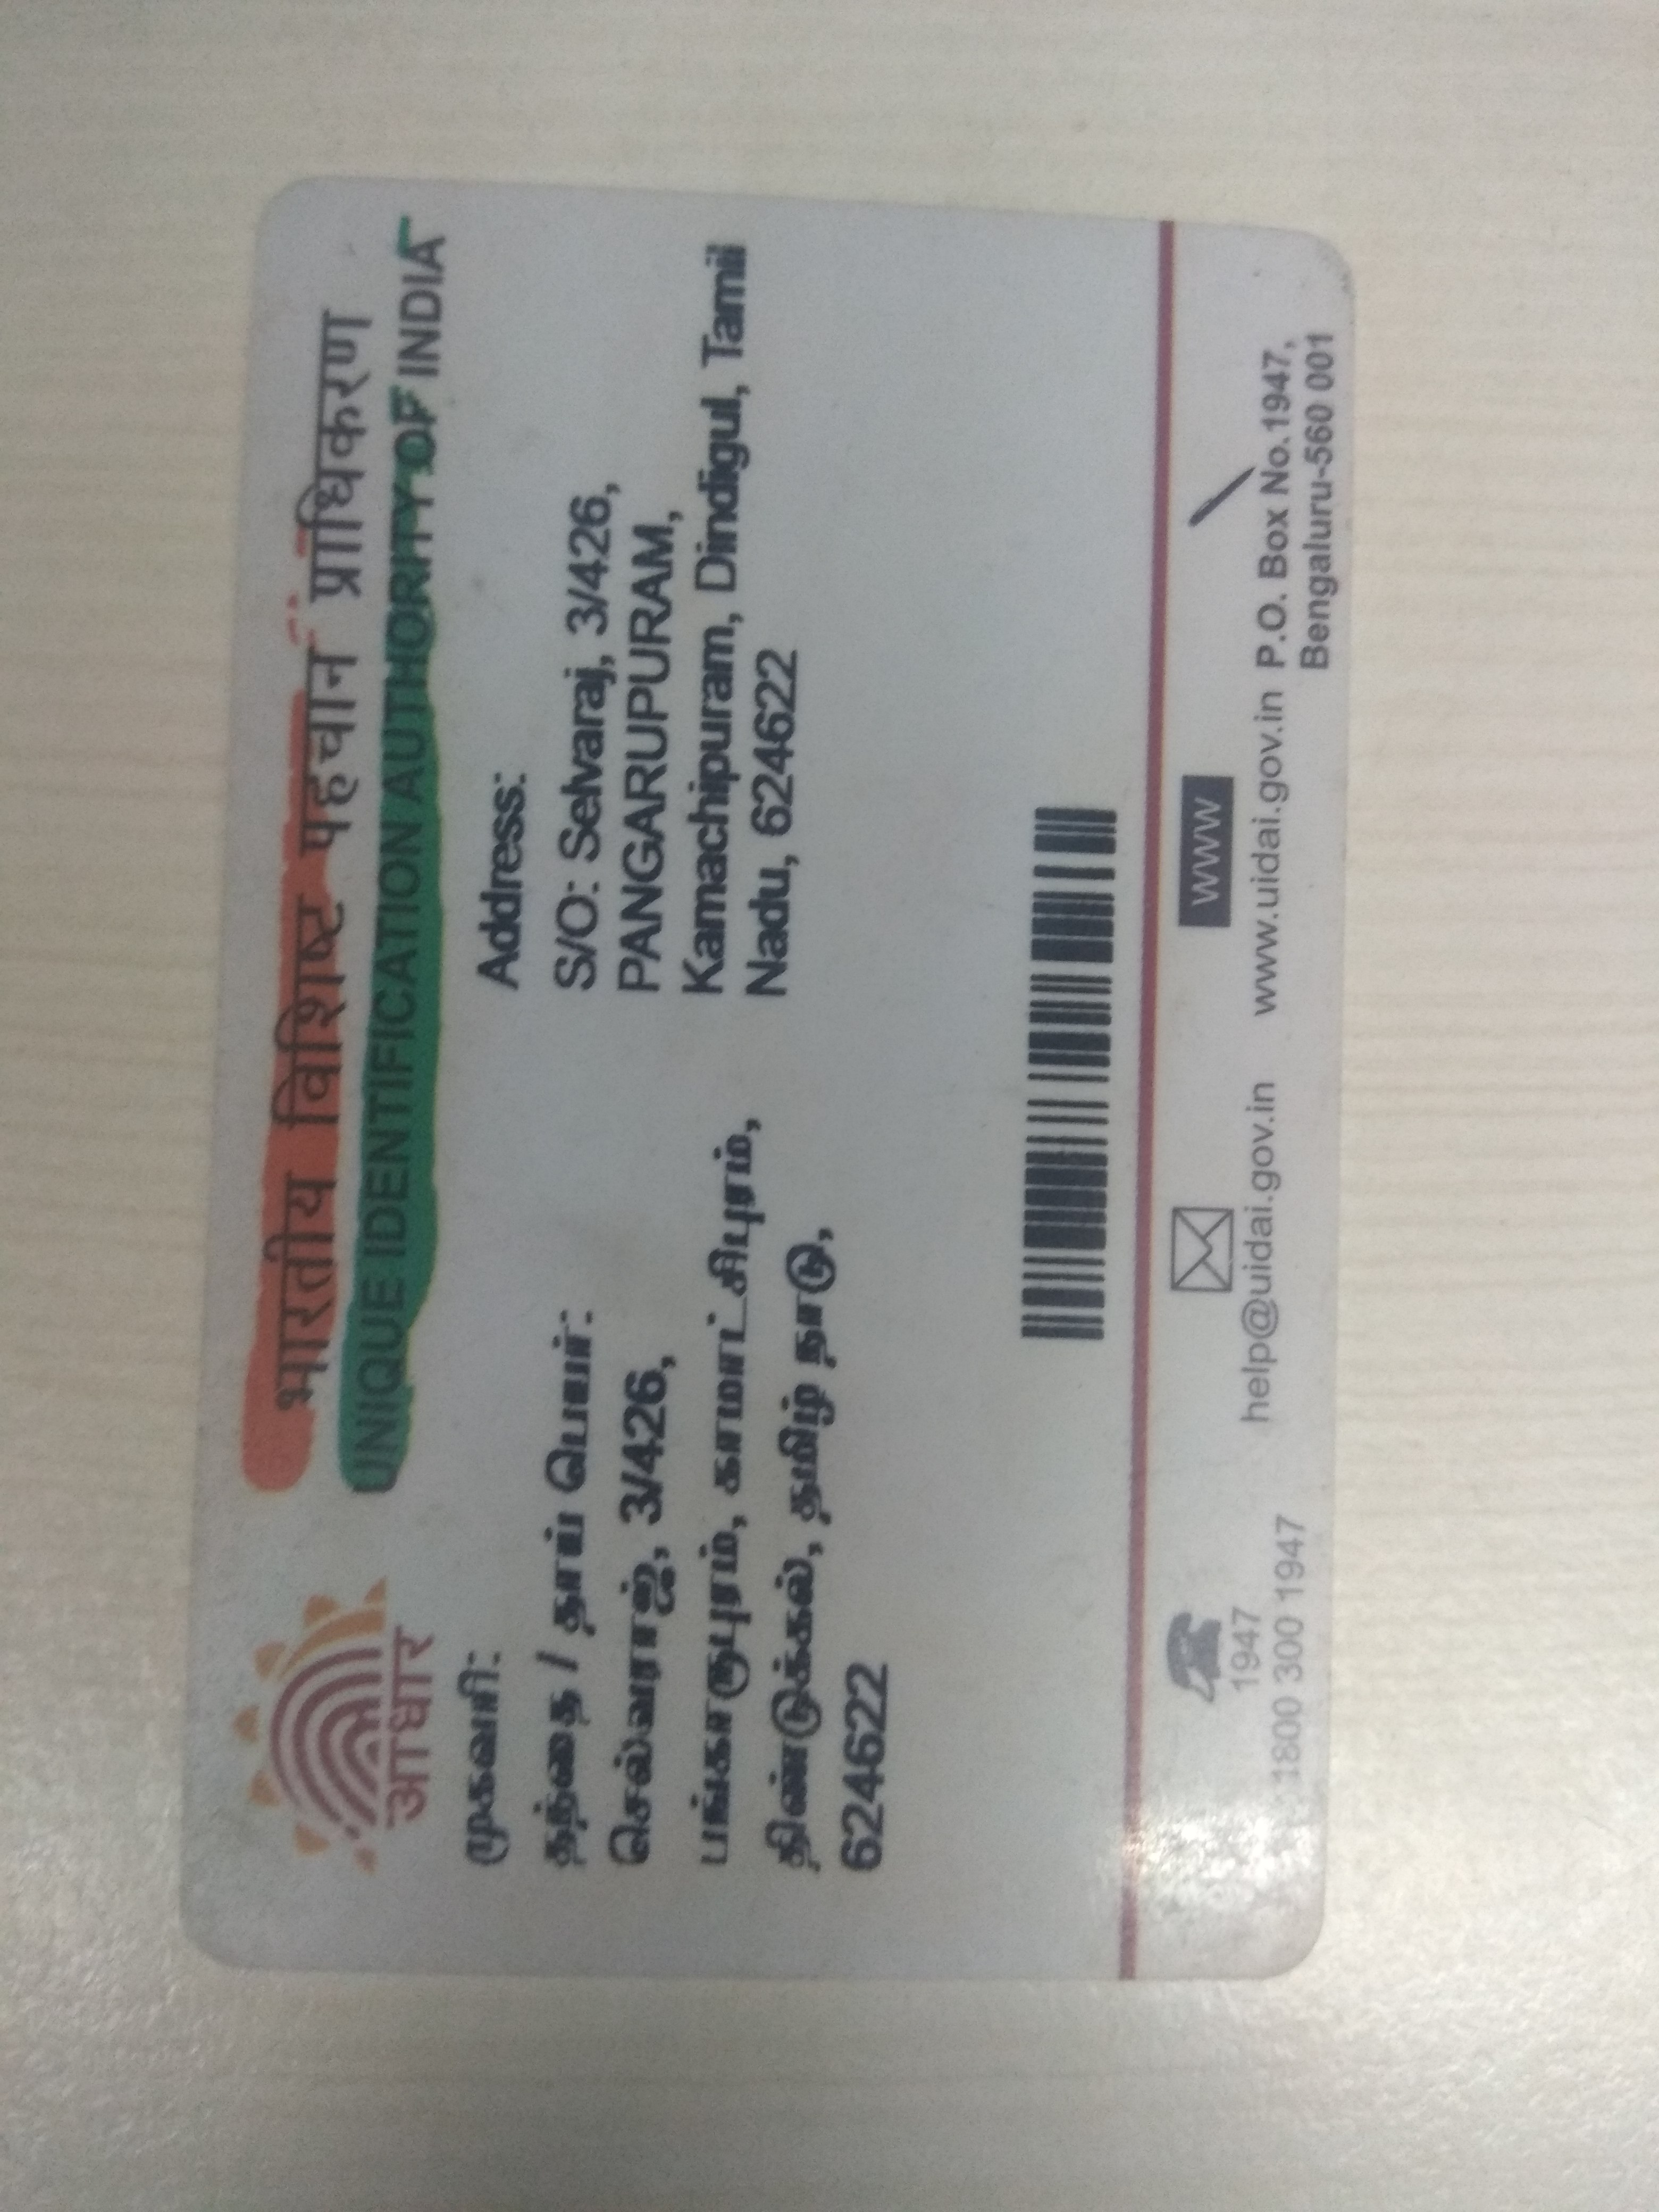 भारतीय विशिष्ट पहचान प्राधिकरण
UNIQUE IDENTIFICATION AUTHORITY OF INDIA
आधार
முகவரி:
தந்தை / தாய் பெயர்:
செல்வராஜ், 3/426,
பங்காருபுரம், காமாட்சிபுரம்,
திண்டுக்கல், தமிழ் நாடு,
624622
Address:
S/O: Selvaraj, 3/426,
PANGARUPURAM,
Kamachipuram, Dindigul, Tamil
Nadu, 624622
1947
1800 300 1947
help@uidai.gov.in
WWW
www.uidai.gov.in
P.O. Box No.1947,
Bengaluru-560 001